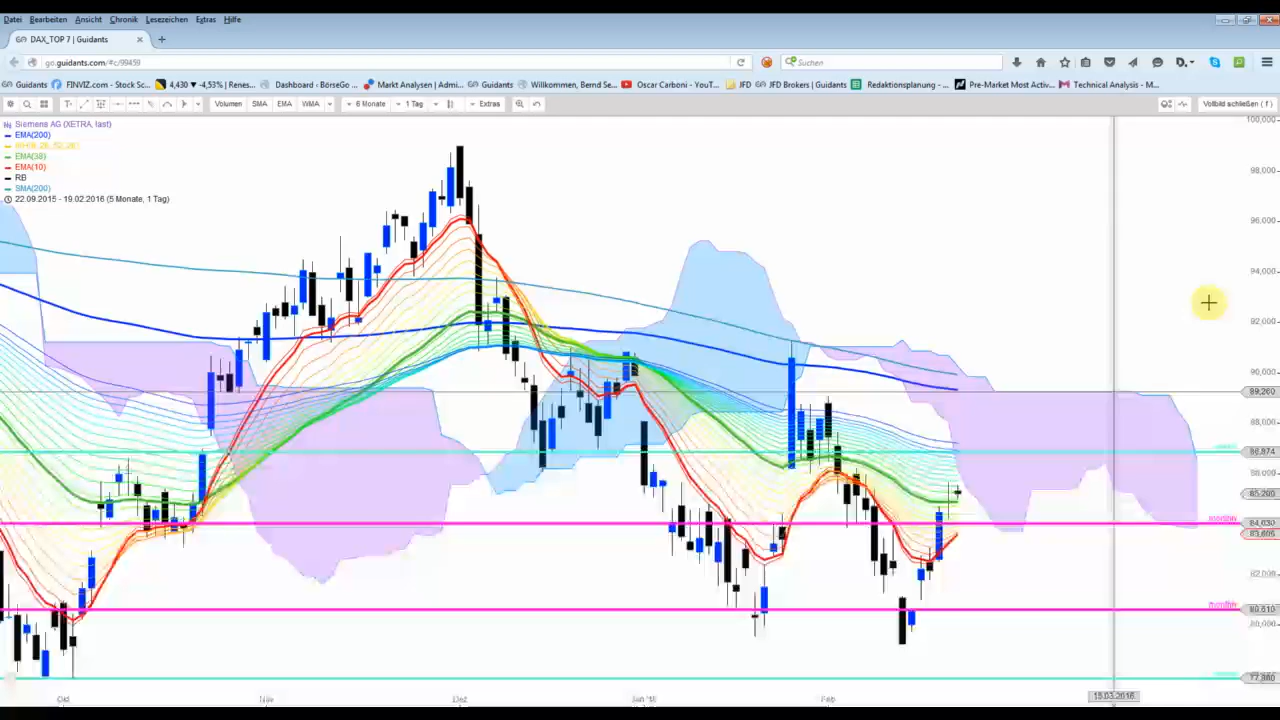 Datei Bearbeiten Ansicht Chronik Lesezeichen Extras Hilfe
DAX_TOP 7 | Guidants
go.guidants.com/#c/99459
Suchen
Guidants FINVIZ.com - Stock Sc... 4,430 ▼ -4,53% | Renes... Dashboard ‹ BörseGo ... Markt Analysen | Admi... Guidants Willkommen, Bernd Se... Oscar Carboni - YouT... JFD JFD Brokers | Guidants Redaktionsplanung - ... Pre-Market Most Activ... Technical Analysis - M...
Volumen SMA EMA WMA 6 Monate 1 Tag Extras Vollbild schließen ( f )
Siemens AG (XETRA, last)
EMA(200)
EMA(38)
EMA(10)
RB
SMA(200)
22.09.2015 - 19.02.2016 (5 Monate, 1 Tag)
100,000
98,000
96,000
94,000
92,000
90,000
89,260
88,000
86,974
86,000
85,260
monthly
84,030
83,605
82,000
monthly
80,610
80,000
77,860
Okt Nov Dez Jan '16 Feb 15.03.2016